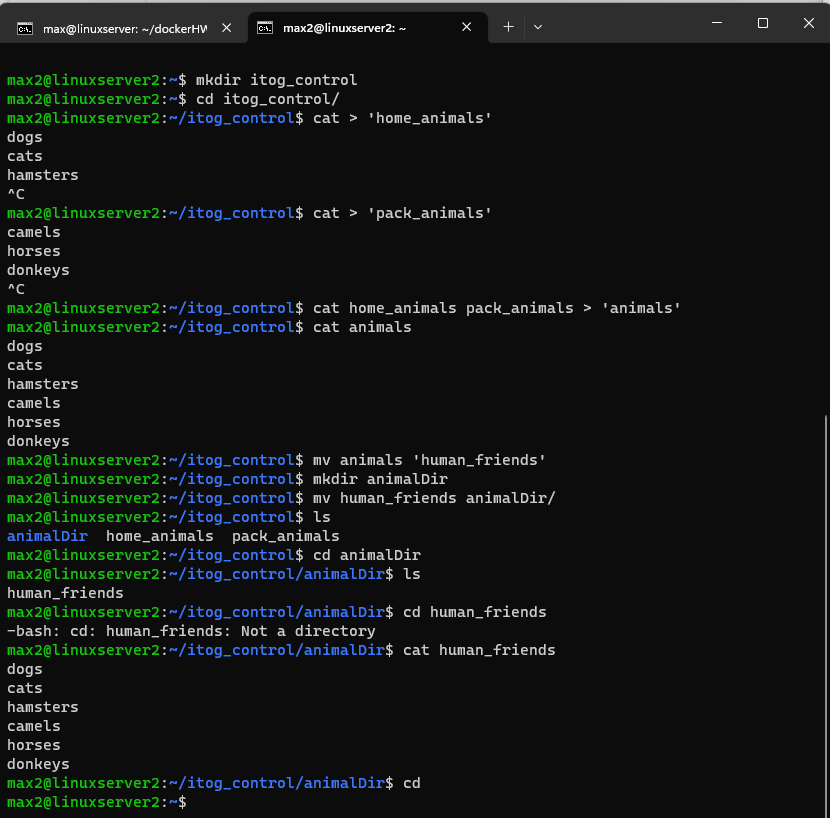 max@linuxserver: ~/dockerHW
max2@linuxserver2: ~
max2@linuxserver2:~$ mkdir itog_control
max2@linuxserver2:~$ cd itog_control/
max2@linuxserver2:~/itog_control$ cat > 'home_animals'
dogs
cats
hamsters
^C
max2@linuxserver2:~/itog_control$ cat > 'pack_animals'
camels
horses
donkeys
^C
max2@linuxserver2:~/itog_control$ cat home_animals pack_animals > 'animals'
max2@linuxserver2:~/itog_control$ cat animals
dogs
cats
hamsters
camels
horses
donkeys
max2@linuxserver2:~/itog_control$ mv animals 'human_friends'
max2@linuxserver2:~/itog_control$ mkdir animalDir
max2@linuxserver2:~/itog_control$ mv human_friends animalDir/
max2@linuxserver2:~/itog_control$ ls
animalDir  home_animals  pack_animals
max2@linuxserver2:~/itog_control$ cd animalDir
max2@linuxserver2:~/itog_control/animalDir$ ls
human_friends
max2@linuxserver2:~/itog_control/animalDir$ cd human_friends
-bash: cd: human_friends: Not a directory
max2@linuxserver2:~/itog_control/animalDir$ cat human_friends
dogs
cats
hamsters
camels
horses
donkeys
max2@linuxserver2:~/itog_control/animalDir$ cd
max2@linuxserver2:~$